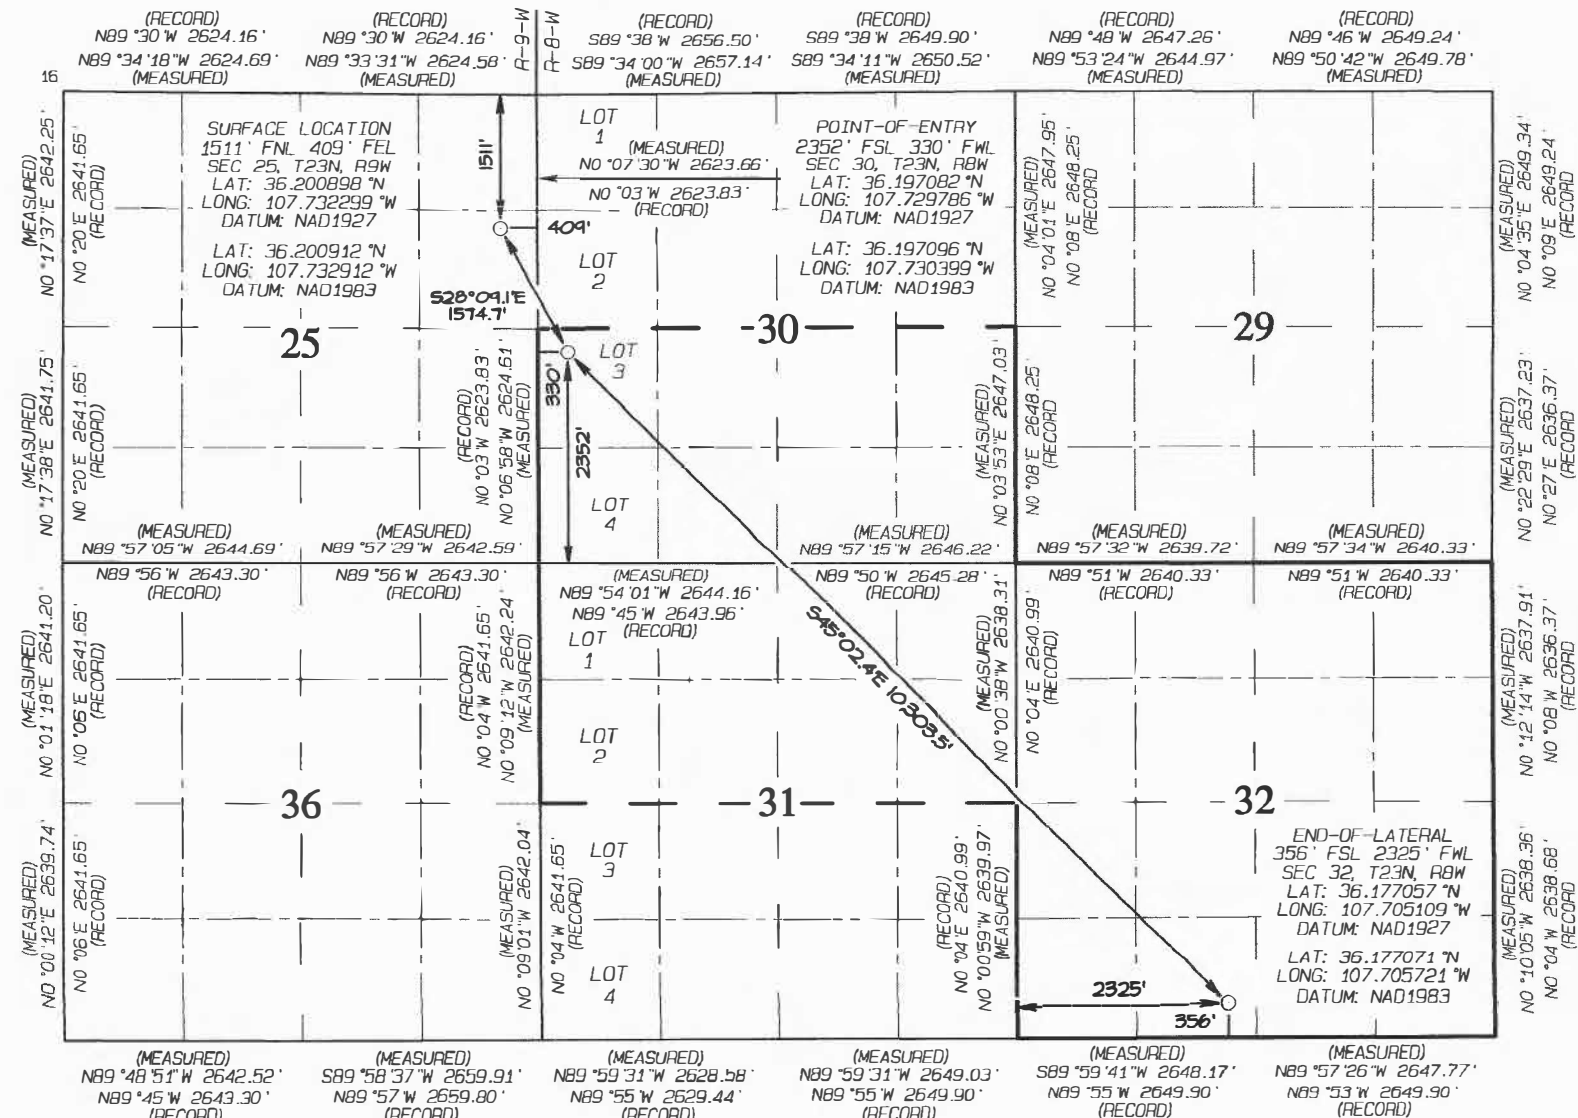 (RECORD)
N89°30'W 2624.16'
N89°34'18"W 2624.69'
(MEASURED)
(RECORD)
N89°30'W 2624.16'
N89°33'31"W 2624.58'
(MEASURED)
R-9-W
R-8-W
(RECORD)
S89°38'W 2656.50'
S89°34'00"W 2657.14'
(MEASURED)
(RECORD)
S89°38'W 2649.90'
S89°34'11"W 2650.52'
(MEASURED)
(RECORD)
N89°48'W 2647.26'
N89°53'24"W 2644.97'
(MEASURED)
(RECORD)
N89°46'W 2649.24'
N89°50'42"W 2649.78'
(MEASURED)
16
(MEASURED)
N0°17'37"E 2642.25'
N0°20'E 2641.65'
(RECORD)
SURFACE LOCATION
1511' FNL 409' FEL
SEC 25, T23N, R9W
LAT: 36.200898°N
LONG: 107.732299°W
DATUM: NAD1927
LAT: 36.200912°N
LONG: 107.732912°W
DATUM: NAD1983
1511'
409'
S28°09.1'E
1574.7'
LOT
1
(MEASURED)
N0°07'30"W 2623.66'
N0°03'W 2623.83'
(RECORD)
LOT
2
POINT-OF-ENTRY
2352' FSL 330' FWL
SEC 30, T23N, R8W
LAT: 36.197082°N
LONG: 107.729786°W
DATUM: NAD1927
LAT: 36.197096°N
LONG: 107.730399°W
DATUM: NAD1983
(MEASURED)
N0°04'01"E 2647.95'
N0°08'E 2648.25'
(RECORD)
(MEASURED)
N0°04'35"E 2649.34'
N0°09'E 2649.24'
(RECORD
25
30
29
(MEASURED)
N0°17'38"E 2641.75'
N0°20'E 2641.65'
(RECORD)
(RECORD)
N0°03'W 2623.83'
N0°06'58"W 2624.61'
(MEASURED)
330'
LOT
3
2352'
LOT
4
(MEASURED)
N0°03'53"E 2647.03'
N0°08'E 2648.25
(RECORD
(MEASURED)
N0°22'29"E 2637.23'
N0°27'E 2636.37'
(RECORD
(MEASURED)
N89°57'05"W 2644.69'
(MEASURED)
N89°57'29"W 2642.59'
(MEASURED)
N89°57'15"W 2646.22'
(MEASURED)
N89°57'32"W 2639.72'
(MEASURED)
N89°57'34"W 2640.33'
N89°56'W 2643.30'
(RECORD)
N89°56'W 2643.30'
(RECORD)
(MEASURED)
N89°54'01"W 2644.16'
N89°45'W 2643.96'
(RECORD)
N89°50'W 2645.28'
(RECORD)
N89°51'W 2640.33'
(RECORD)
N89°51'W 2640.33'
(RECORD)
(MEASURED)
N0°01'18"E 2641.20'
N0°06'E 2641.65'
(RECORD)
(RECORD)
N0°04'W 2641.65'
N0°09'12"W 2642.24'
(MEASURED)
LOT
1
LOT
2
S45°02.4'E 10,303.5'
(MEASURED)
N0°00'38"W 2638.31'
N0°04'E 2640.99'
(RECORD)
(MEASURED)
N0°12'14"W 2637.91'
N0°08'W 2636.37'
(RECORD
36
31
32
(MEASURED)
N0°00'12"E 2639.74'
N0°06'E 2641.65'
(RECORD)
(MEASURED)
N0°09'01"W 2642.04'
N0°04'W 2641.65'
(RECORD)
LOT
3
LOT
4
(RECORD)
N0°04'E 2640.99'
N0°00'59"W 2639.97'
(MEASURED)
END-OF-LATERAL
356' FSL 2325' FWL
SEC 32, T23N, R8W
LAT: 36.177057°N
LONG: 107.705109°W
DATUM: NAD1927
LAT: 36.177071°N
LONG: 107.705721°W
DATUM: NAD1983
2325'
356'
(MEASURED)
N0°10'05"W 2638.36'
N0°04'W 2638.68'
(RECORD
(MEASURED)
N89°48'51"W 2642.52'
N89°45'W 2643.30'
(RECORD)
(MEASURED)
S89°58'37"W 2659.91'
N89°57'W 2659.80'
(RECORD)
(MEASURED)
N89°59'31"W 2628.58'
N89°55'W 2629.44'
(RECORD)
(MEASURED)
N89°59'31"W 2649.03'
N89°55'W 2649.90'
(RECORD)
(MEASURED)
S89°59'41"W 2648.17'
N89°55'W 2649.90'
(RECORD)
(MEASURED)
N89°57'26"W 2647.77'
N89°53'W 2649.90'
(RECORD)